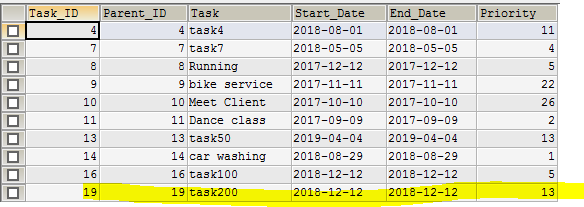 Task_ID Parent_ID Task Start_Date End_Date Priority
4 4 task4 2018-08-01 2018-08-01 11
7 7 task7 2018-05-05 2018-05-05 4
8 8 Running 2017-12-12 2017-12-12 5
9 9 bike service 2017-11-11 2017-11-11 22
10 10 Meet Client 2017-10-10 2017-10-10 26
11 11 Dance class 2017-09-09 2017-09-09 2
13 13 task50 2019-04-04 2019-04-04 13
14 14 car washing 2018-08-29 2018-08-29 1
16 16 task100 2018-12-12 2018-12-12 5
19 19 task200 2018-12-12 2018-12-12 13